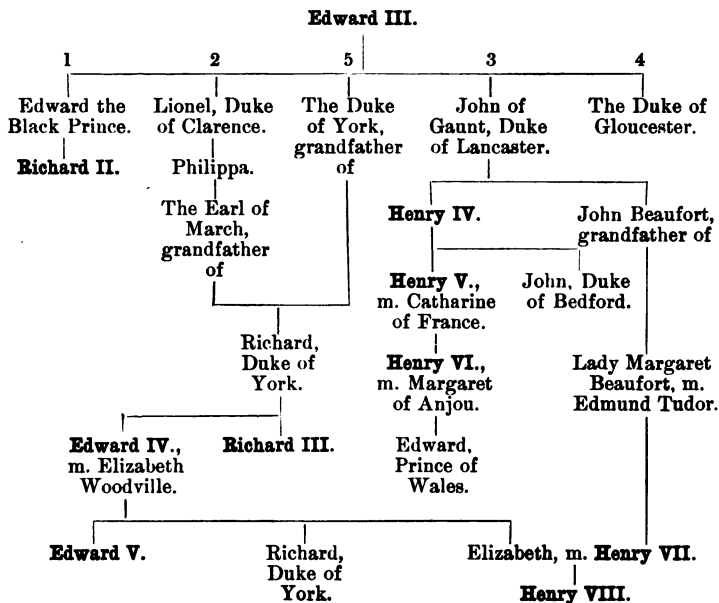 Edward III.
1 2 5 3 4
Edward the Black Prince.
Richard II.
Lionel, Duke of Clarence.
Philippa.
The Earl of March, grandfather of
The Duke of York, grandfather of
John of Gaunt, Duke of Lancaster.
The Duke of Gloucester.
Henry IV.
John Beaufort, grandfather of
Henry V., m. Catharine of France.
John, Duke of Bedford.
Richard, Duke of York.
Henry VI., m. Margaret of Anjou.
Lady Margaret Beaufort, m. Edmund Tudor.
Edward IV., m. Elizabeth Woodville.
Richard III.
Edward, Prince of Wales.
Edward V.
Richard, Duke of York.
Elizabeth, m. Henry VII.
Henry VIII.